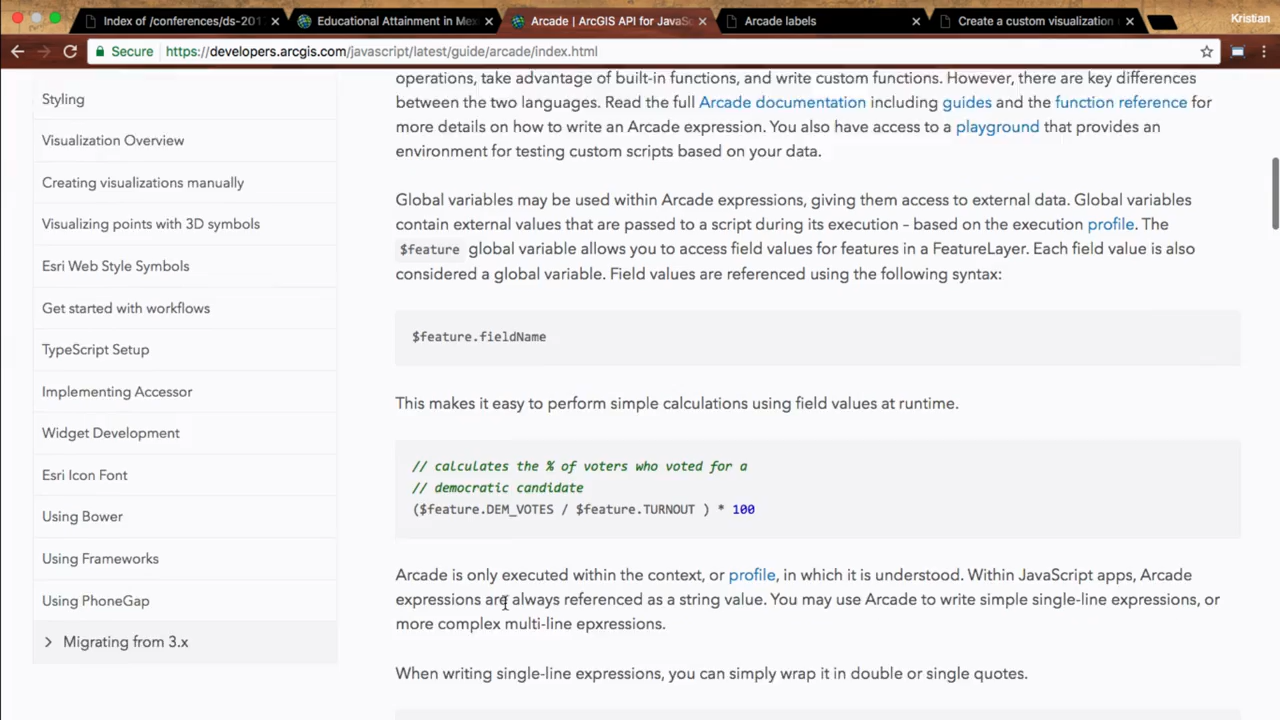 Index of /conferences/ds-201
Educational Attainment in Me
Arcade | ArcGIS API for JavaSc
Arcade labels
Create a custom visualization
Kristian
Secure
https://developers.arcgis.com/javascript/latest/guide/arcade/index.html
Styling
Visualization Overview
Creating visualizations manually
Visualizing points with 3D symbols
Esri Web Style Symbols
Get started with workflows
TypeScript Setup
Implementing Accessor
Widget Development
Esri Icon Font
Using Bower
Using Frameworks
Using PhoneGap
Migrating from 3.x
operations, take advantage of built-in functions, and write custom functions. However, there are key differences
between the two languages. Read the full Arcade documentation including guides and the function reference for
more details on how to write an Arcade expression. You also have access to a playground that provides an
environment for testing custom scripts based on your data.
Global variables may be used within Arcade expressions, giving them access to external data. Global variables
contain external values that are passed to a script during its execution - based on the execution profile. The
$feature global variable allows you to access field values for features in a FeatureLayer. Each field value is also
considered a global variable. Field values are referenced using the following syntax:
$feature.fieldName
This makes it easy to perform simple calculations using field values at runtime.
// calculates the % of voters who voted for a
// democratic candidate
($feature.DEM_VOTES / $feature.TURNOUT ) * 100
Arcade is only executed within the context, or profile, in which it is understood. Within JavaScript apps, Arcade
expressions are always referenced as a string value. You may use Arcade to write simple single-line expressions, or
more complex multi-line epxressions.
When writing single-line expressions, you can simply wrap it in double or single quotes.